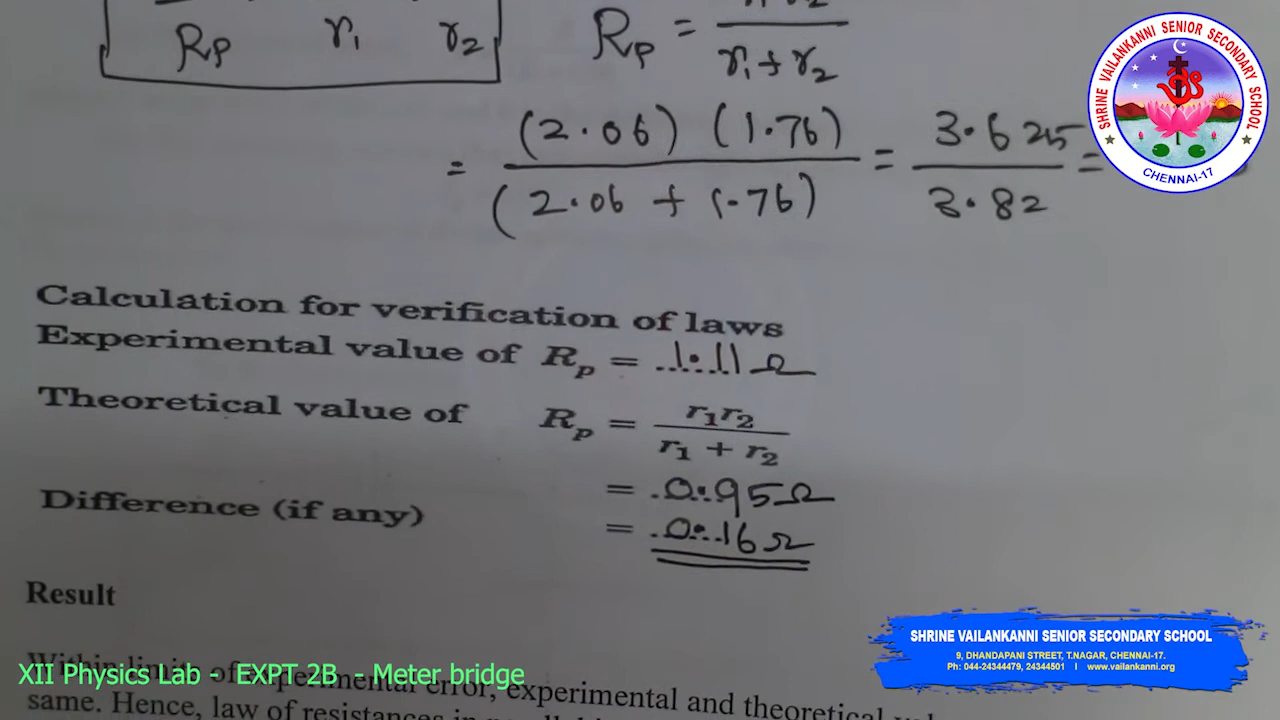 Rp r1 r2 Rp = r1 + r2
= (2.06) (1.76) / (2.06 + 1.76) = 3.625 / 3.82 =
SHRINE VAILANKANNI SENIOR SECONDARY SCHOOL
CHENNAI-17
Calculation for verification of laws
Experimental value of Rp = 1.11 Ω
Theoretical value of Rp = r1r2 / r1 + r2
= 0.95 Ω
Difference (if any) = 0.16 Ω
Result
of experimental error, experimental and theoretical
same. Hence, law of resistances in
XII Physics Lab - EXPT 2B - Meter bridge
SHRINE VAILANKANNI SENIOR SECONDARY SCHOOL
9, DHANDAPANI STREET, T.NAGAR, CHENNAI-17.
Ph: 044-24344479, 24344501 I www.vailankanni.org